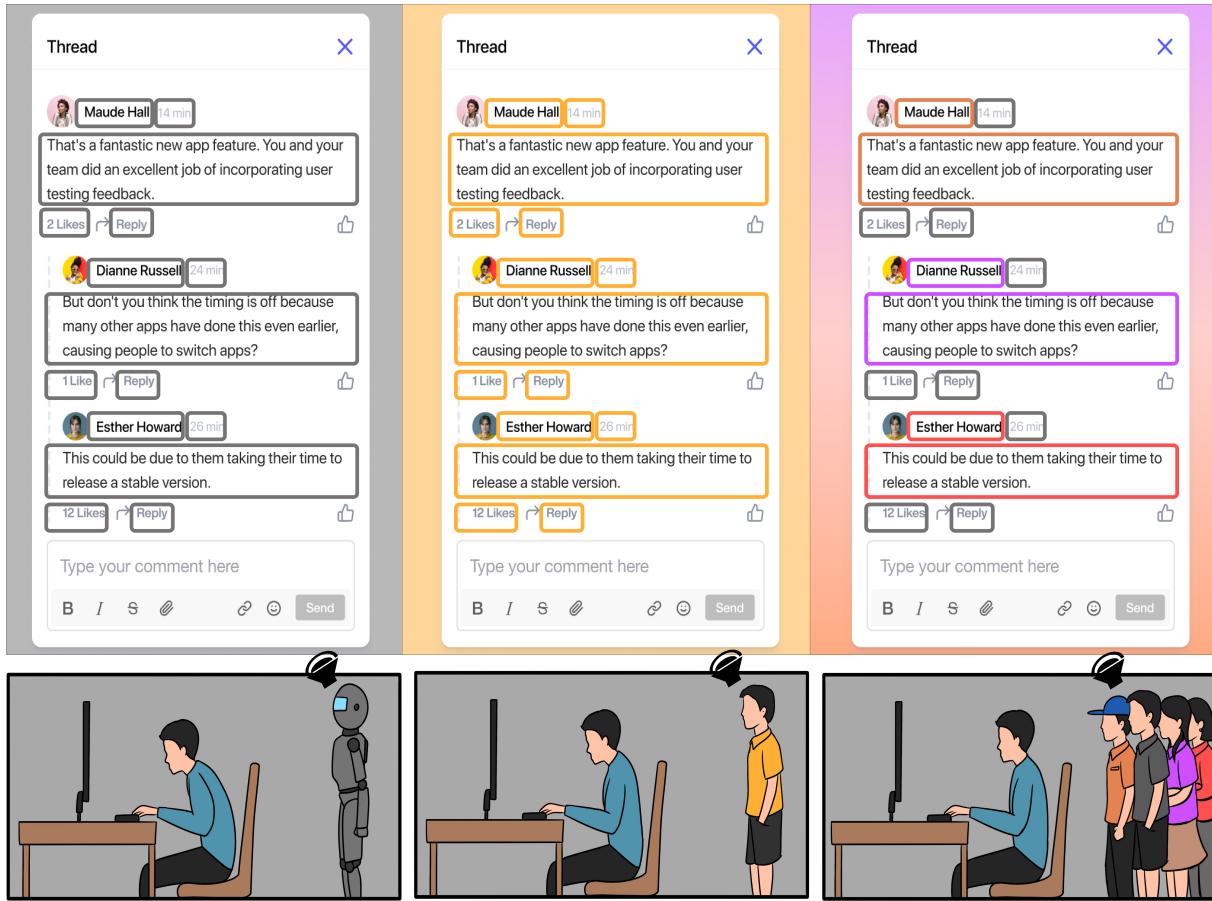 Thread
Maude Hall 14 min
That's a fantastic new app feature. You and your
team did an excellent job of incorporating user
testing feedback.
2 Likes Reply
Dianne Russell 24 min
But don't you think the timing is off because
many other apps have done this even earlier,
causing people to switch apps?
1 Like Reply
Esther Howard 26 min
This could be due to them taking their time to
release a stable version.
12 Likes Reply
Type your comment here
B I S Send
Thread
Maude Hall 14 min
That's a fantastic new app feature. You and your
team did an excellent job of incorporating user
testing feedback.
2 Likes Reply
Dianne Russell 24 min
But don't you think the timing is off because
many other apps have done this even earlier,
causing people to switch apps?
1 Like Reply
Esther Howard 26 min
This could be due to them taking their time to
release a stable version.
12 Likes Reply
Type your comment here
B I S Send
Thread
Maude Hall 14 min
That's a fantastic new app feature. You and your
team did an excellent job of incorporating user
testing feedback.
2 Likes Reply
Dianne Russell 24 min
But don't you think the timing is off because
many other apps have done this even earlier,
causing people to switch apps?
1 Like Reply
Esther Howard 26 min
This could be due to them taking their time to
release a stable version.
12 Likes Reply
Type your comment here
B I S Send